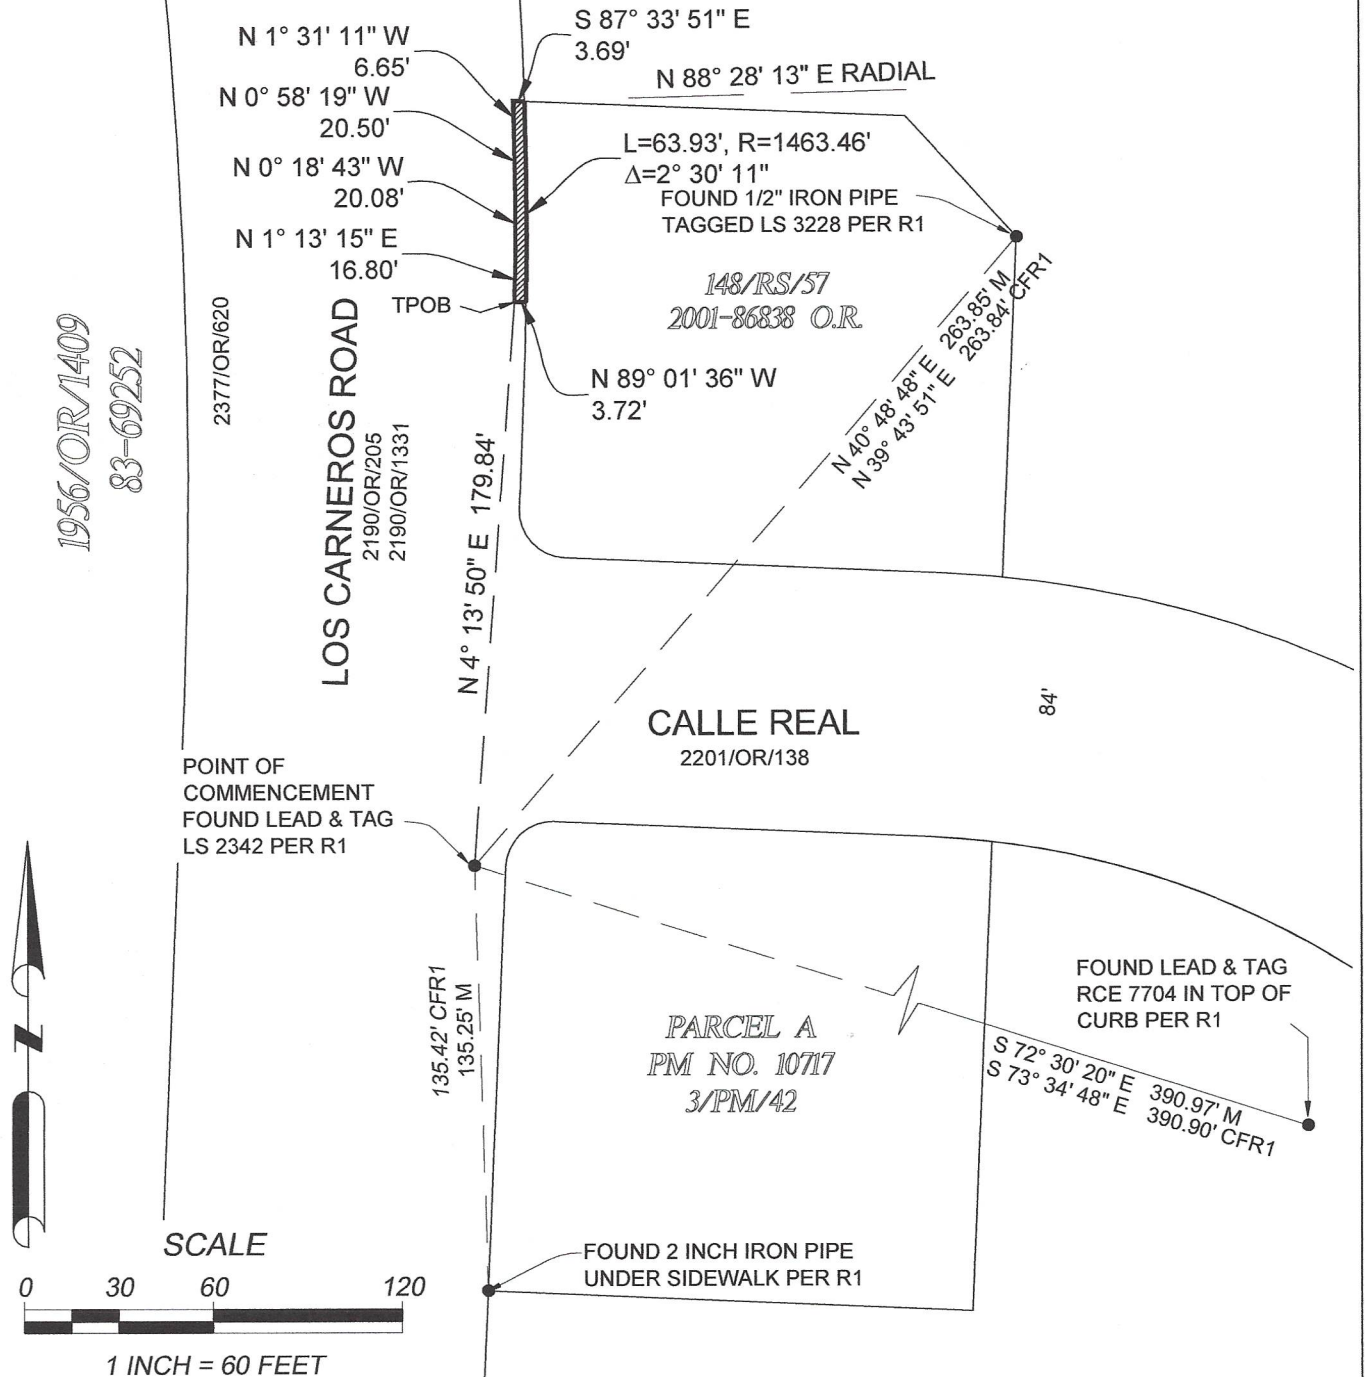 S 87° 33' 51" E
3.69'
N 1° 31' 11" W
6.65'
N 88° 28' 13" E RADIAL
N 0° 58' 19" W
20.50'
L=63.93', R=1463.46'
Δ=2° 30' 11"
N 0° 18' 43" W
20.08'
FOUND 1/2" IRON PIPE
TAGGED LS 3228 PER R1
N 1° 13' 15" E
16.80'
148/RS/57
2001-86838 O.R.
TPOB
N 89° 01' 36" W
3.72'
N 40° 48' 48" E 263.85' M
N 39° 43' 51" E 263.84' CFR1
1956/OR/1409
83-69252
2377/OR/620
LOS CARNEROS ROAD
2190/OR/205
2190/OR/1331
N 4° 13' 50" E 179.84'
CALLE REAL
2201/OR/138
84'
POINT OF
COMMENCEMENT
FOUND LEAD & TAG
LS 2342 PER R1
135.42' CFR1
135.25' M
PARCEL A
PM NO. 10717
3/PM/42
FOUND LEAD & TAG
RCE 7704 IN TOP OF
CURB PER R1
S 72° 30' 20" E 390.97' M
S 73° 34' 48" E 390.90' CFR1
FOUND 2 INCH IRON PIPE
UNDER SIDEWALK PER R1
N
SCALE
0 30 60 120
1 INCH = 60 FEET